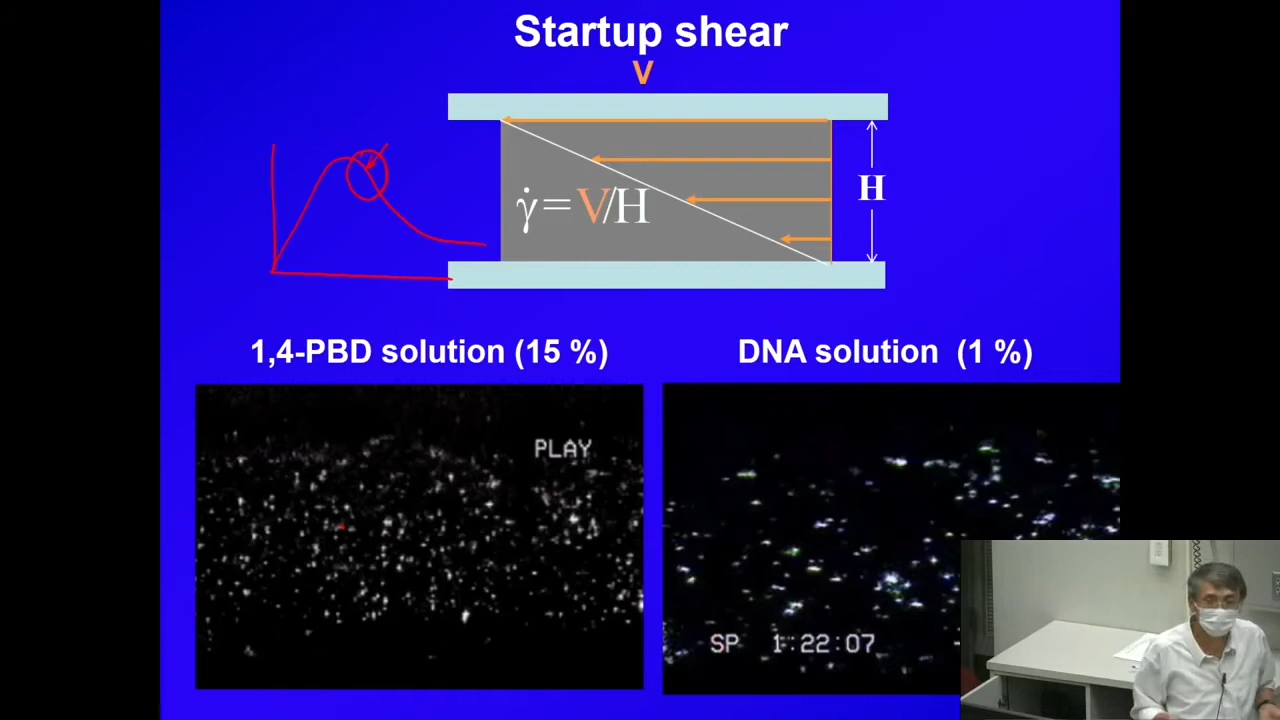 Startup shear
V
H
γ̇ = V/H
1,4-PBD solution (15 %)
DNA solution (1 %)
PLAY
SP 1:22:07